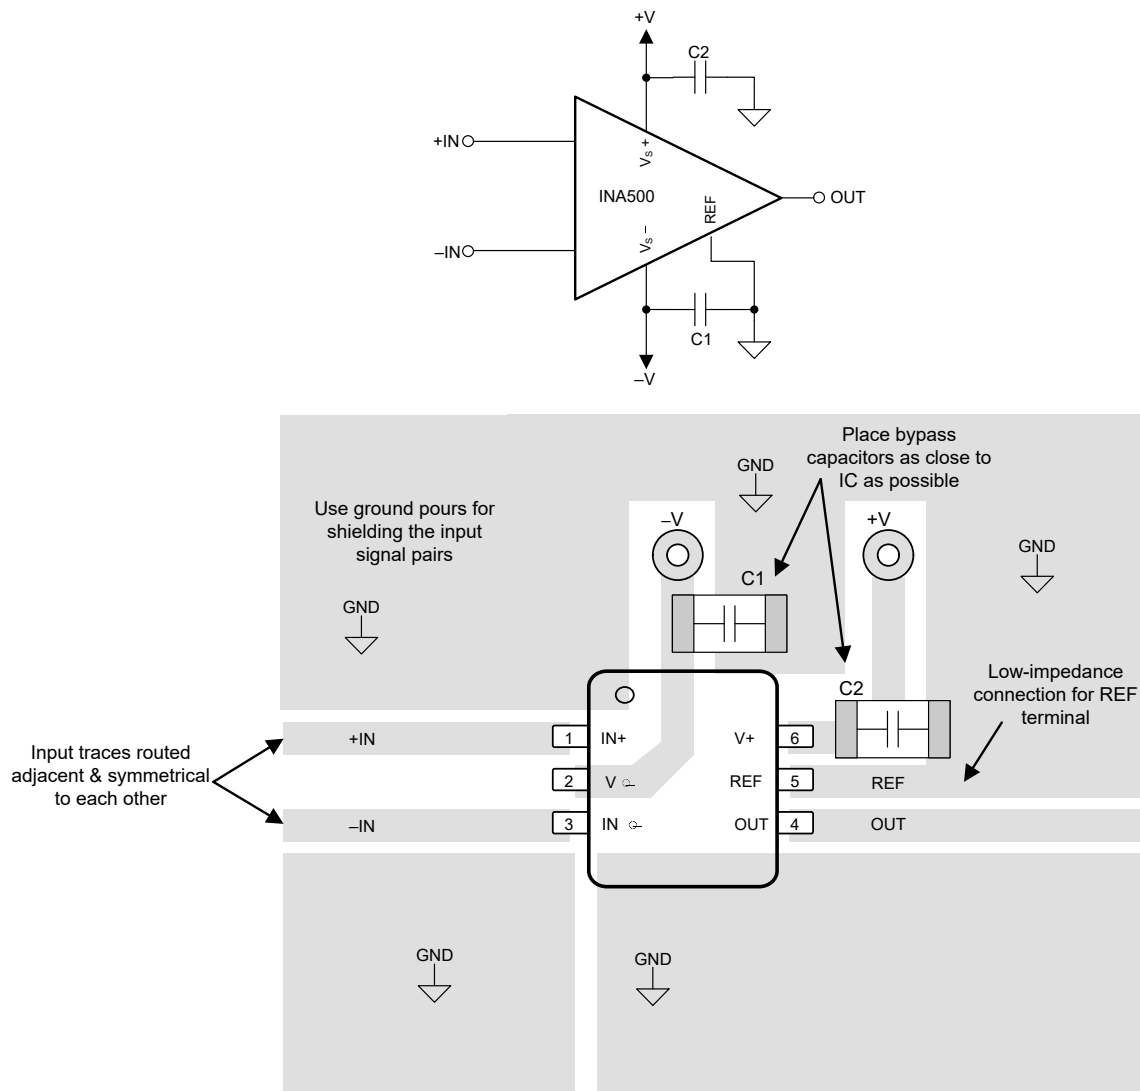 +V
C2
+IN
VS +
INA500
REF
OUT
–IN
VS –
C1
–V
Place bypass
capacitors as close to
IC as possible
GND
Use ground pours for
shielding the input
signal pairs
–V
+V
GND
C1
GND
Low-impedance
connection for REF
terminal
C2
Input traces routed
adjacent & symmetrical
to each other
+IN
1 IN+
V+ 6
2 V
REF 5
REF
–IN
3 IN
OUT 4
OUT
GND
GND